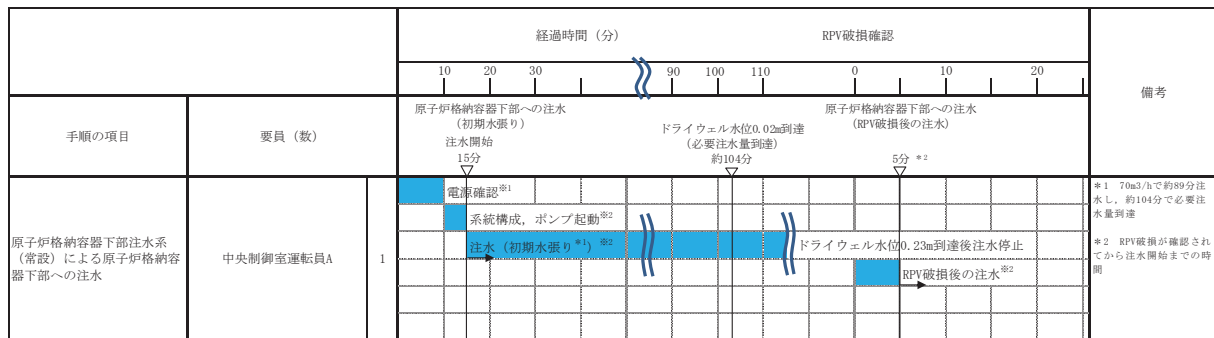 経過時間（分）
RPV破損確認
10 20 30 90 100 110 0 10 20
備考
手順の項目
要員（数）
原子炉格納容器下部への注水
（初期水張り）
注水開始
15分
ドライウェル水位0.02m到達
（必要注水量到達）
約104分
原子炉格納容器下部への注水
（RPV破損後の注水）
5分 *2
原子炉格納容器下部注水系
（常設）による原子炉格納容
器下部への注水
中央制御室運転員A
1
電源確認※1
系統構成，ポンプ起動※2
注水（初期水張り*1）※2
ドライウェル水位0.23m到達後注水停止
RPV破損後の注水※2
＊1 70m3/hで約89分注
水し，約104分で必要注
水量到達
＊2 RPV破損が確認され
てから注水開始までの時
間